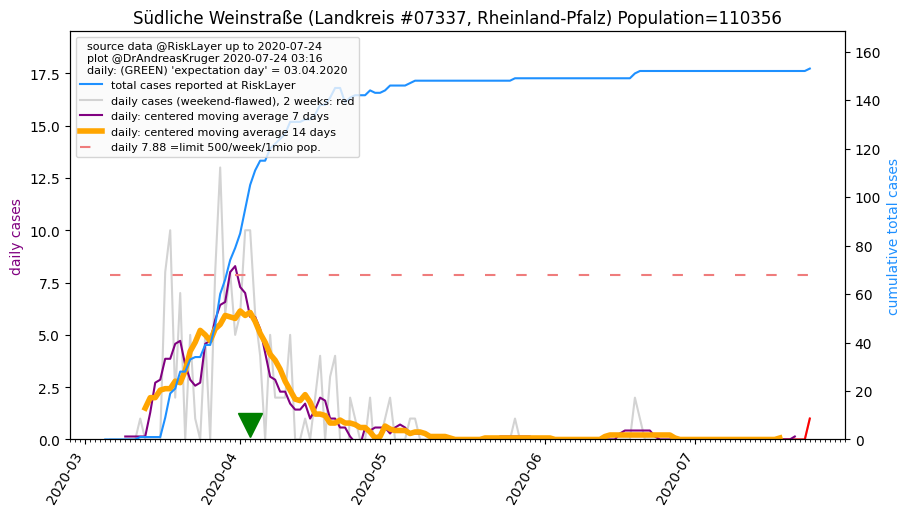 Südliche Weinstraße (Landkreis #07337, Rheinland-Pfalz) Population=110356
source data @RiskLayer up to 2020-07-24
plot @DrAndreasKruger 2020-07-24 03:16
daily: (GREEN) 'expectation day' = 03.04.2020
total cases reported at RiskLayer
daily cases (weekend-flawed), 2 weeks: red
daily: centered moving average 7 days
daily: centered moving average 14 days
daily 7.88 =limit 500/week/1mio pop.
daily cases
17.5
15.0
12.5
10.0
7.5
5.0
2.5
0.0
160
140
120
100
80
60
40
20
0
cumulative total cases
2020-03
2020-04
2020-05
2020-06
2020-07